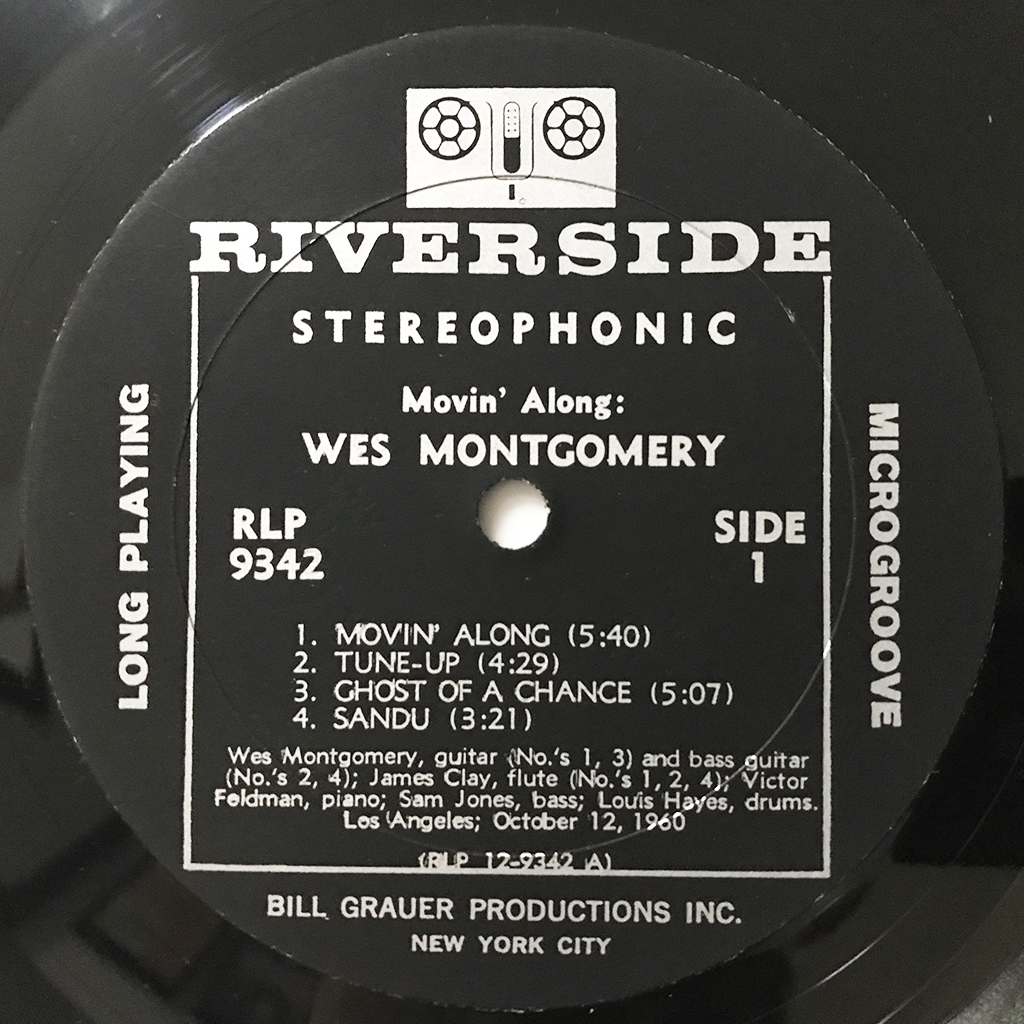 RIVERSIDE
STEREOPHONIC
Movin' Along:
WES MONTGOMERY
RLP
9342
SIDE
1
LONG PLAYING
MICROGROOVE
1. MOVIN' ALONG (5:40)
2. TUNE-UP (4:29)
3. GHOST OF A CHANCE (5:07)
4. SANDU (3:21)
Wes Montgomery, guitar (No.'s 1, 3) and bass guitar
(No.'s 2, 4); James Clay, flute (No.'s 1, 2, 4); Victor
Feldman, piano; Sam Jones, bass; Louis Hayes, drums.
Los Angeles; October 12, 1960
(RLP 12-9342 A)
BILL GRAUER PRODUCTIONS INC.
NEW YORK CITY